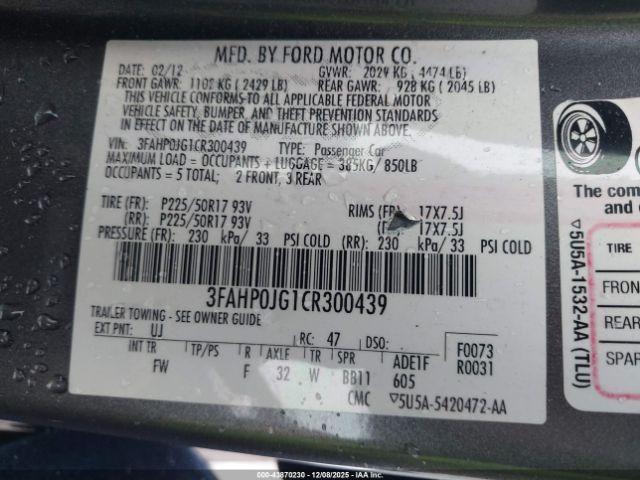 MFD. BY FORD MOTOR CO.
DATE: 02/12 GVWR: 2029 KG / 4474 LB)
FRONT GAWR: 1102 KG ( 2429 LB) REAR GAWR: 928 KG ( 2045 LB)
THIS VEHICLE CONFORMS TO ALL APPLICABLE FEDERAL MOTOR
VEHICLE SAFETY, BUMPER, AND THEFT PREVENTION STANDARDS
IN EFFECT ON THE DATE OF MANUFACTURE SHOWN ABOVE.
VIN: 3FAHP0JG1CR300439 TYPE: Passenger Car
MAXIMUM LOAD = OCCUPANTS + LUGGAGE = 385KG/ 850LB
OCCUPANTS = 5 TOTAL; 2 FRONT, 3 REAR
TIRE (FR): P225/50R17 93V RIMS (FR) 17X7.5J
(RR): P225/50R17 93V 17X7.5J
PRESSURE (FR): 230 kPa/ 33 PSI COLD (RR): 230 kPa/ 33 PSI COLD
3FAHP0JG1CR300439
TRAILER TOWING - SEE OWNER GUIDE
EXT PNT: UJ RC: 47 DSO: F0073
R0031
INT TR TP/PS R AXLE TR SPR ADE1F
FW F 32 W BB11 605
CMC ▽5U5A-5420472-AA
The com
and
▽5U5A-1532-AA (TLU)
TIRE
FRON
REAR
SPAR
000-43870230 - 12/08/2025 - IAAI.com